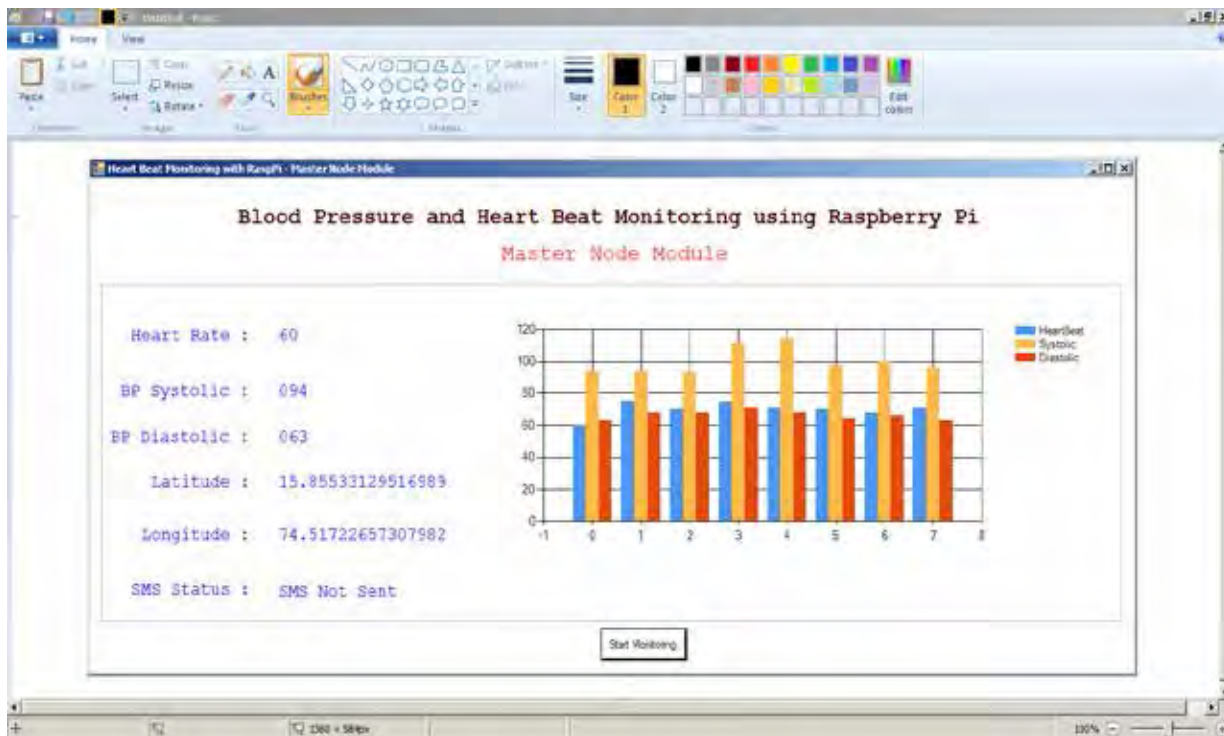 Home View
Paste
Select
Resize
Rotate
A
Brushes
Size
Color 1
Color 2
Edit colors
Heart Beat Monitoring with RaspPi - Master Node Module
Blood Pressure and Heart Beat Monitoring using Raspberry Pi
Master Node Module
Heart Rate : 60
BP Systolic : 094
BP Diastolic : 063
Latitude : 15.85533129516989
Longitude : 74.51722657307982
SMS Status : SMS Not Sent
120
100
80
60
40
20
0
-1 0 1 2 3 4 5 6 7 8
HeartBeat
Systolic
Diastolic
Start Monitoring
100%